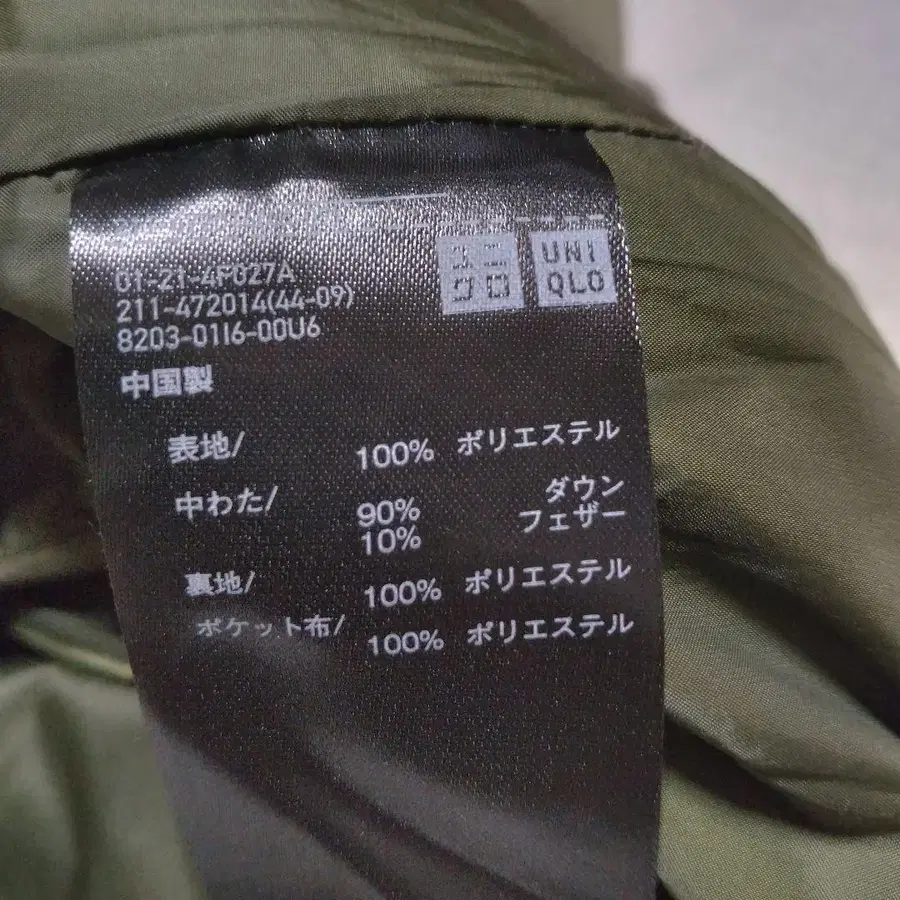 ユニ UNI
クロ QLO
01-21-4F027A
211-472014(44-09)
8203-01I6-00U6
中国製
表地/ 100% ポリエステル
中わた/ 90% ダウン
10% フェザー
裏地/ 100% ポリエステル
ポケット布/ 100% ポリエステル